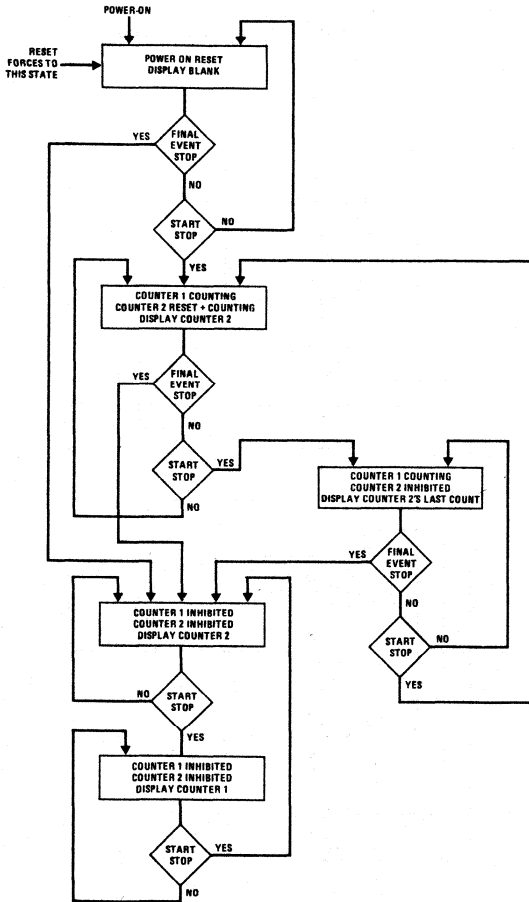 POWER-ON
RESET
FORCES TO
THIS STATE
POWER ON RESET
DISPLAY BLANK
YES
FINAL
EVENT
STOP
NO
START
STOP
NO
YES
COUNTER 1 COUNTING
COUNTER 2 RESET + COUNTING
DISPLAY COUNTER 2
YES
FINAL
EVENT
STOP
NO
START
STOP
YES
NO
COUNTER 1 COUNTING
COUNTER 2 INHIBITED
DISPLAY COUNTER 2'S LAST COUNT
YES
FINAL
EVENT
STOP
NO
START
STOP
NO
YES
COUNTER 1 INHIBITED
COUNTER 2 INHIBITED
DISPLAY COUNTER 2
NO
START
STOP
YES
COUNTER 1 INHIBITED
COUNTER 2 INHIBITED
DISPLAY COUNTER 1
START
STOP
YES
NO